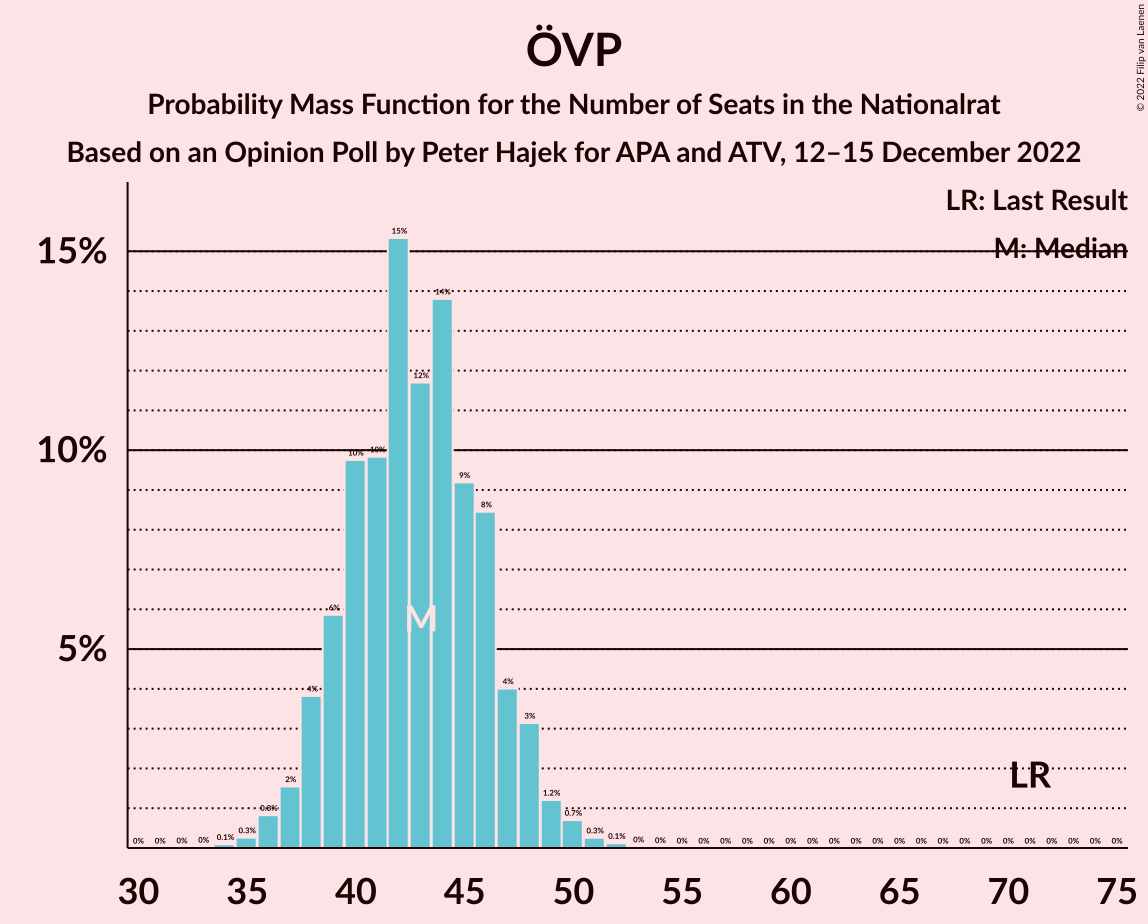 ÖVP
Probability Mass Function for the Number of Seats in the Nationalrat
Based on an Opinion Poll by Peter Hajek for APA and ATV, 12–15 December 2022
© 2022 Filip van Laenen
LR: Last Result
M: Median
15%
10%
5%
0% 0% 0% 0% 0.1% 0.3% 0.8% 2% 4% 6% 10% 10% 15% 12% 14% 9% 8% 4% 3% 1.2% 0.7% 0.3% 0.1% 0% 0% 0% 0% 0% 0% 0% 0% 0% 0% 0% 0% 0% 0% 0% 0% 0% 0% 0% 0% 0% 0% 0%
M
LR
30 35 40 45 50 55 60 65 70 75